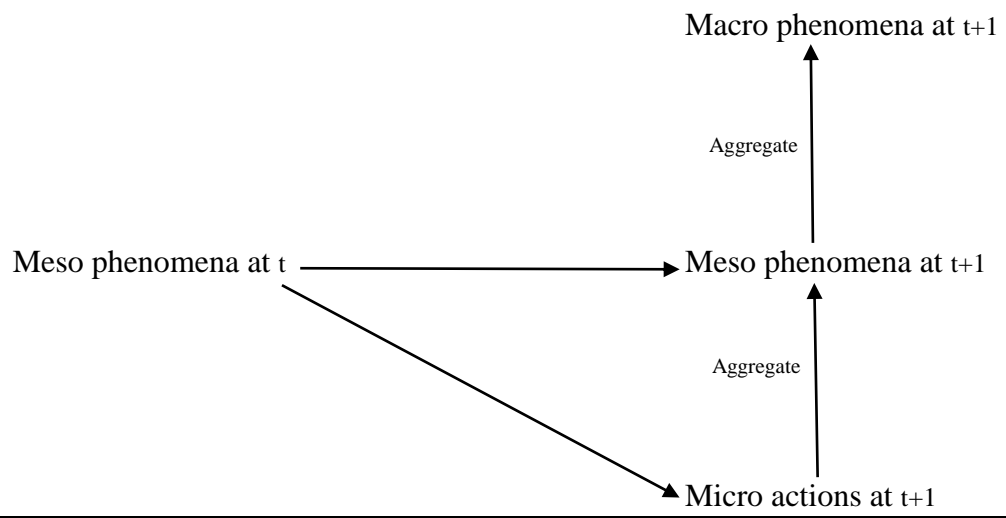 Macro phenomena at t+1
Aggregate
Meso phenomena at t
Meso phenomena at t+1
Aggregate
Micro actions at t+1